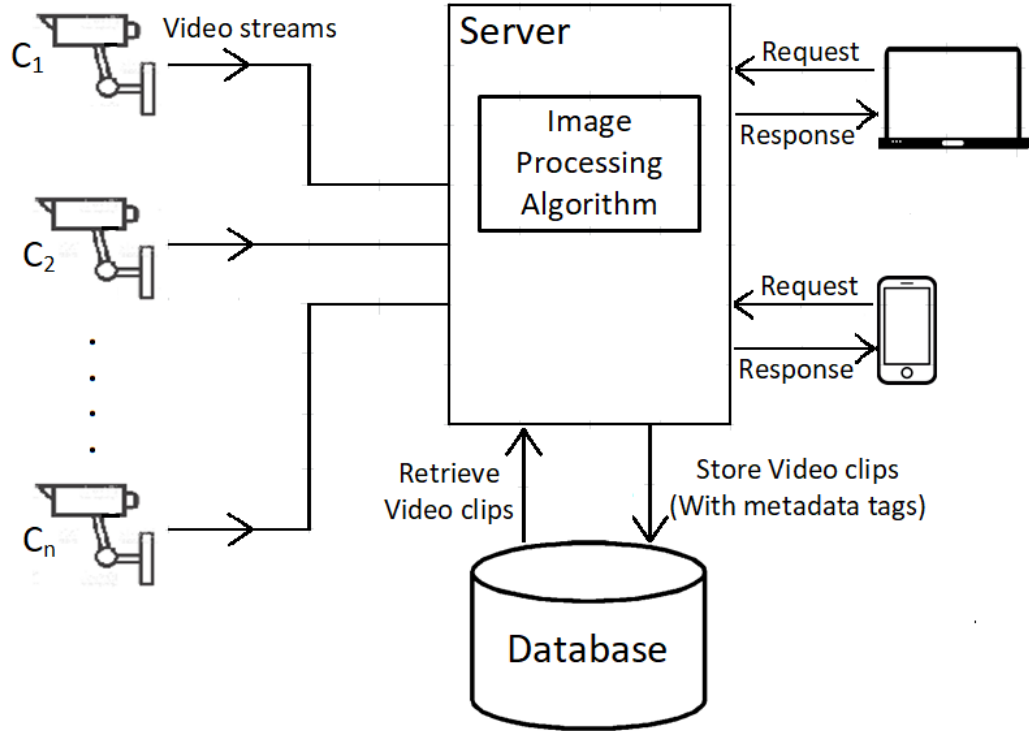 Video streams
C1
C2
Cn
Server
Image
Processing
Algorithm
Request
Response
Request
Response
Retrieve
Video clips
Store Video clips
(With metadata tags)
Database